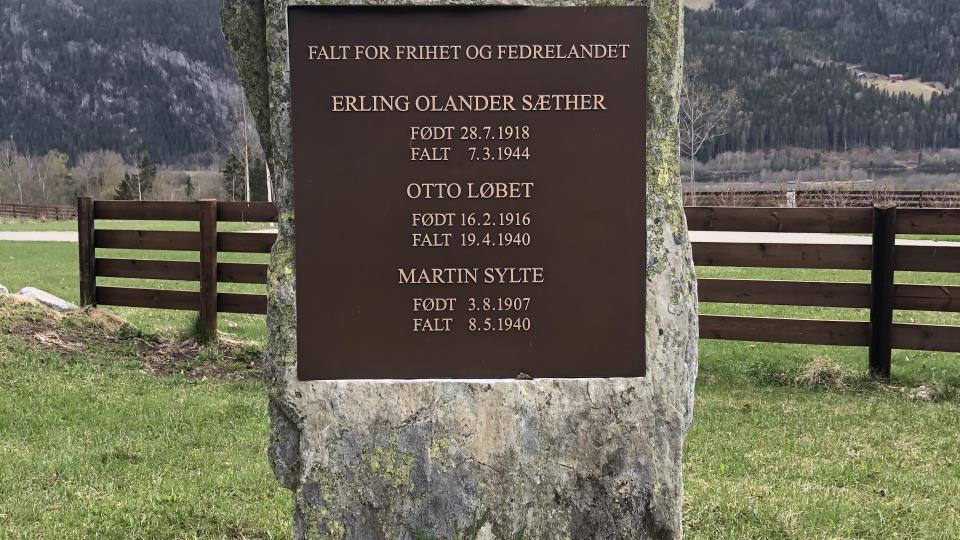 FALT FOR FRIHET OG FEDRELANDET
ERLING OLANDER SÆTHER
FØDT 28.7.1918
FALT 7.3.1944
OTTO LØBET
FØDT 16.2.1916
FALT 19.4.1940
MARTIN SYLTE
FØDT 3.8.1907
FALT 8.5.1940